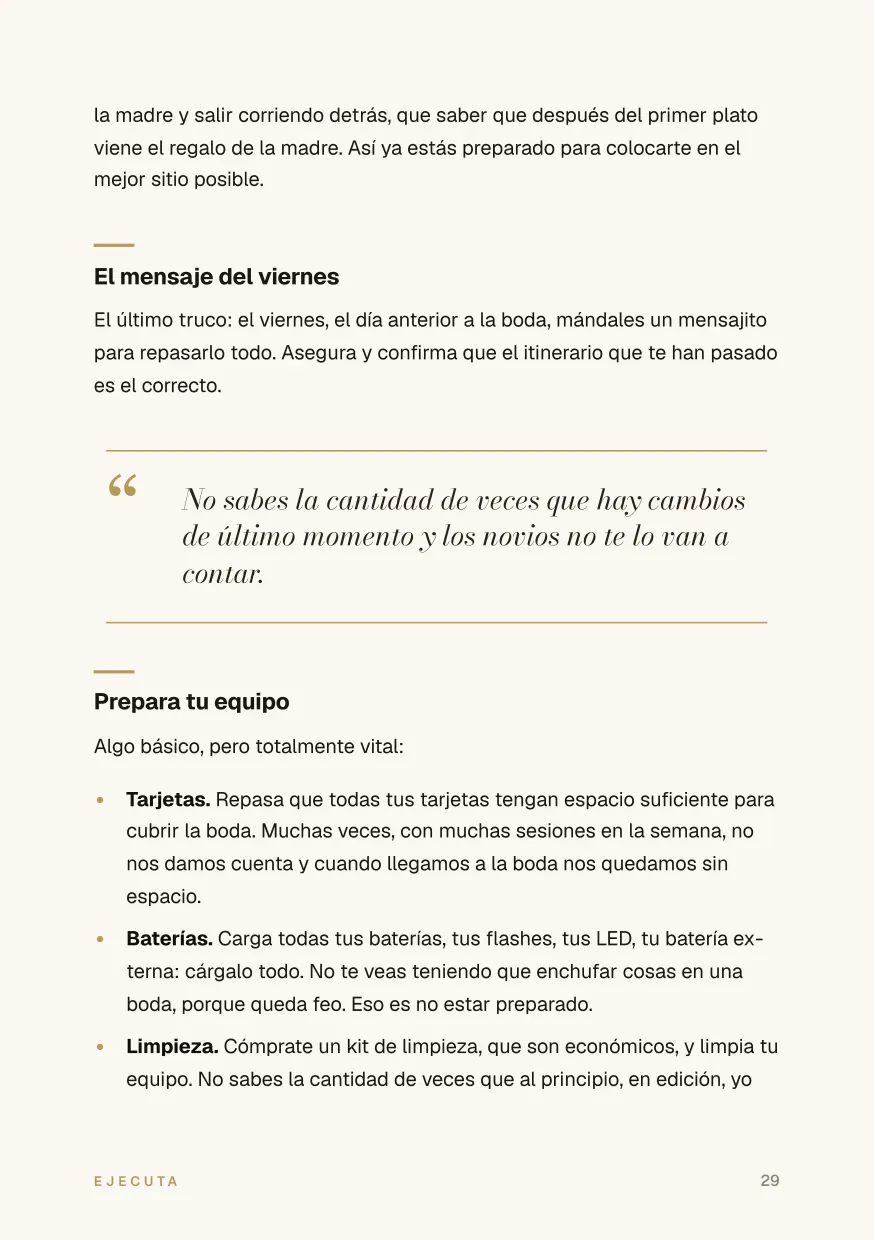 la madre y salir corriendo detrás, que saber que después del primer plato
viene el regalo de la madre. Así ya estás preparado para colocarte en el
mejor sitio posible.
El mensaje del viernes
El último truco: el viernes, el día anterior a la boda, mándales un mensajito
para repasarlo todo. Asegura y confirma que el itinerario que te han pasado
es el correcto.
“
No sabes la cantidad de veces que hay cambios
de último momento y los novios no te lo van a
contar.
Prepara tu equipo
Algo básico, pero totalmente vital:
• Tarjetas. Repasa que todas tus tarjetas tengan espacio suficiente para
cubrir la boda. Muchas veces, con muchas sesiones en la semana, no
nos damos cuenta y cuando llegamos a la boda nos quedamos sin
espacio.
• Baterías. Carga todas tus baterías, tus flashes, tus LED, tu batería ex-
terna: cárgalo todo. No te veas teniendo que enchufar cosas en una
boda, porque queda feo. Eso es no estar preparado.
• Limpieza. Cómprate un kit de limpieza, que son económicos, y limpia tu
equipo. No sabes la cantidad de veces que al principio, en edición, yo
EJECUTA 29